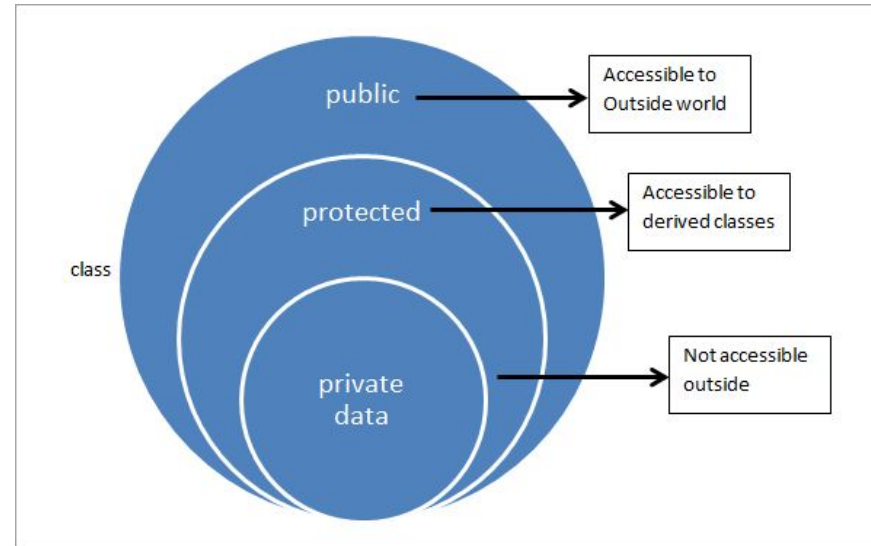 public
Accessible to
Outside world
protected
Accessible to
derived classes
class
private
data
Not accessible
outside